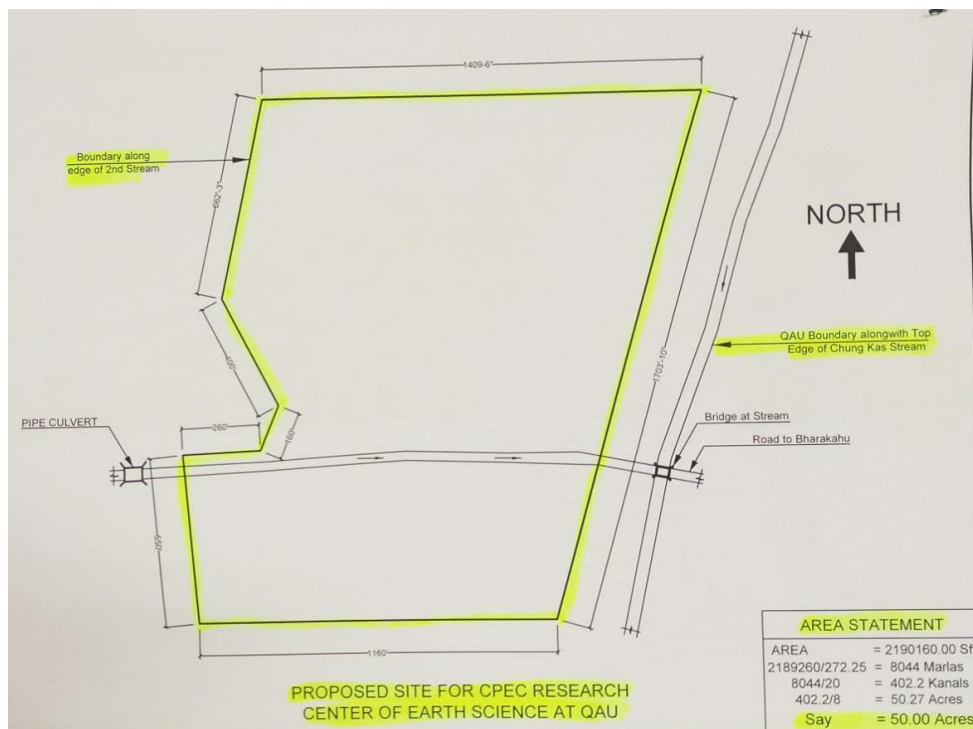 1409'-6"
Boundary along
edge of 2nd Stream
662'-3"
NORTH
QAU Boundary alongwith Top
Edge of Chung Kas Stream
400'
1703'-10"
PIPE CULVERT
260'
160'
Bridge at Stream
Road to Bharakahu
550'
1160'
PROPOSED SITE FOR CPEC RESEARCH
CENTER OF EARTH SCIENCE AT QAU
AREA STATEMENT
AREA = 2190160.00 Sf
2189260/272.25 = 8044 Marlas
8044/20 = 402.2 Kanals
402.2/8 = 50.27 Acres
Say = 50.00 Acres